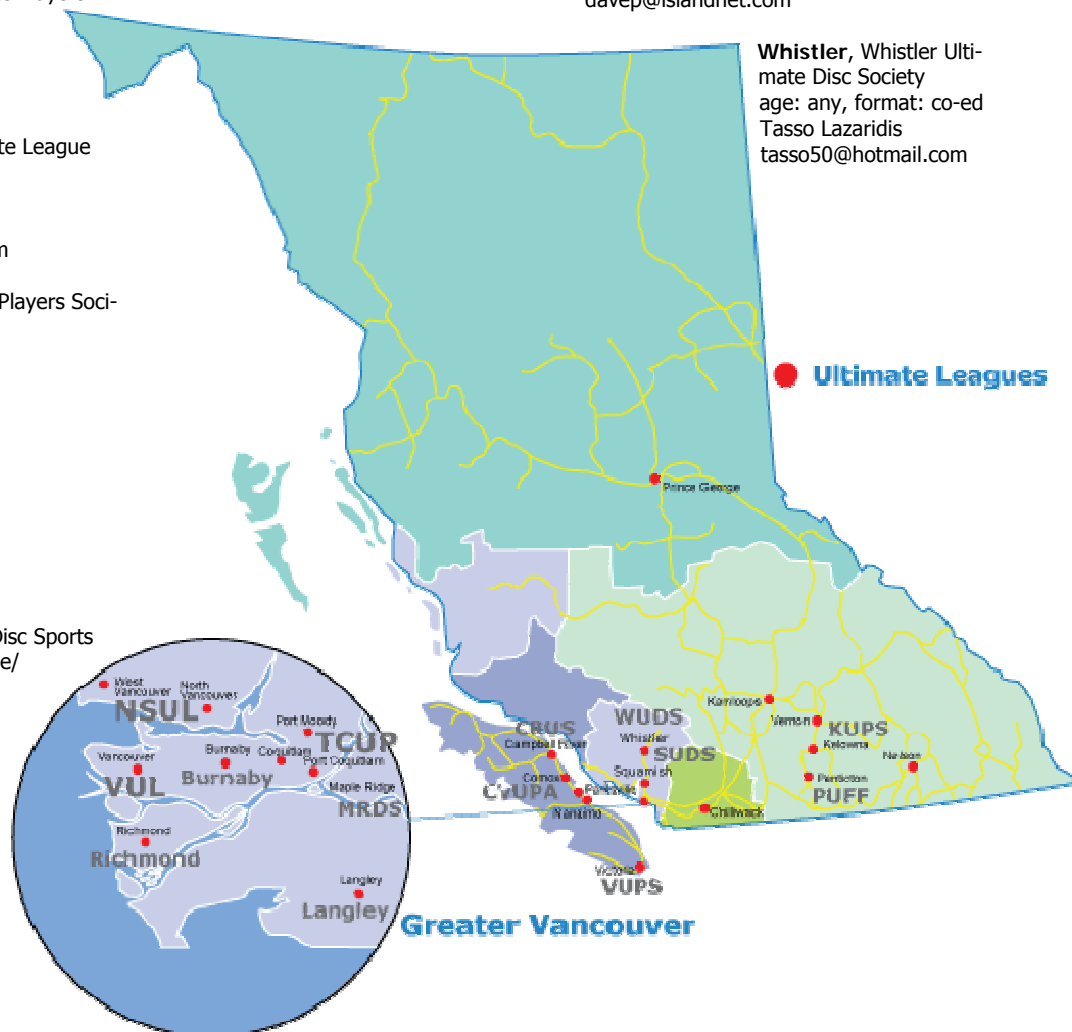 davep@islandnet.com
Whistler, Whistler Ulti-
mate Disc Society
age: any, format: co-ed
Tasso Lazaridis
tasso50@hotmail.com
League
Players Soci-
Disc Sports
Ultimate Leagues
Prince George
West
Vancouver
North
Vancouver
NSUL
Port Moody
TCUP
Vancouver
VUL
Burnaby
Burnaby
Coquitlam
Port Coquitlam
Maple Ridge
MRDS
Richmond
Richmond
Langley
Langley
CRUS
Campbell River
Comox
CVUPA
Parksville
Nanaimo
Victoria
VUPS
WUDS
Whistler
SUDS
Squamish
Chilliwack
Kamloops
Vernon
KUPS
Kelowna
Penticton
PUFF
Nelson
Greater Vancouver